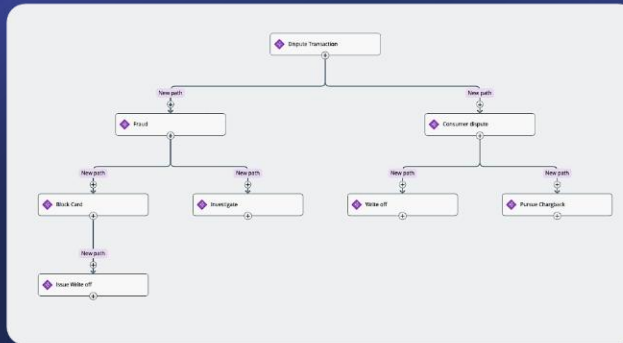 Dispute Transaction
New path
New path
Fraud
Consumer dispute
New path
New path
New path
New path
Block Card
Investigate
Write off
Pursue Chargback
New path
Issue Write off